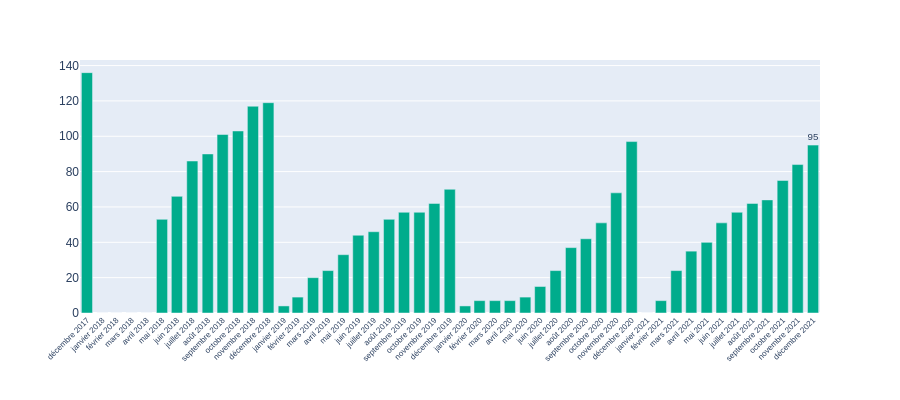 140
120
100
80
60
40
20
0
95
décembre 2017
janvier 2018
février 2018
mars 2018
avril 2018
mai 2018
juin 2018
juillet 2018
août 2018
septembre 2018
octobre 2018
novembre 2018
décembre 2018
janvier 2019
février 2019
mars 2019
avril 2019
mai 2019
juin 2019
juillet 2019
août 2019
septembre 2019
octobre 2019
novembre 2019
décembre 2019
janvier 2020
février 2020
mars 2020
avril 2020
mai 2020
juin 2020
juillet 2020
août 2020
septembre 2020
octobre 2020
novembre 2020
décembre 2020
janvier 2021
février 2021
mars 2021
avril 2021
mai 2021
juin 2021
juillet 2021
août 2021
septembre 2021
octobre 2021
novembre 2021
décembre 2021